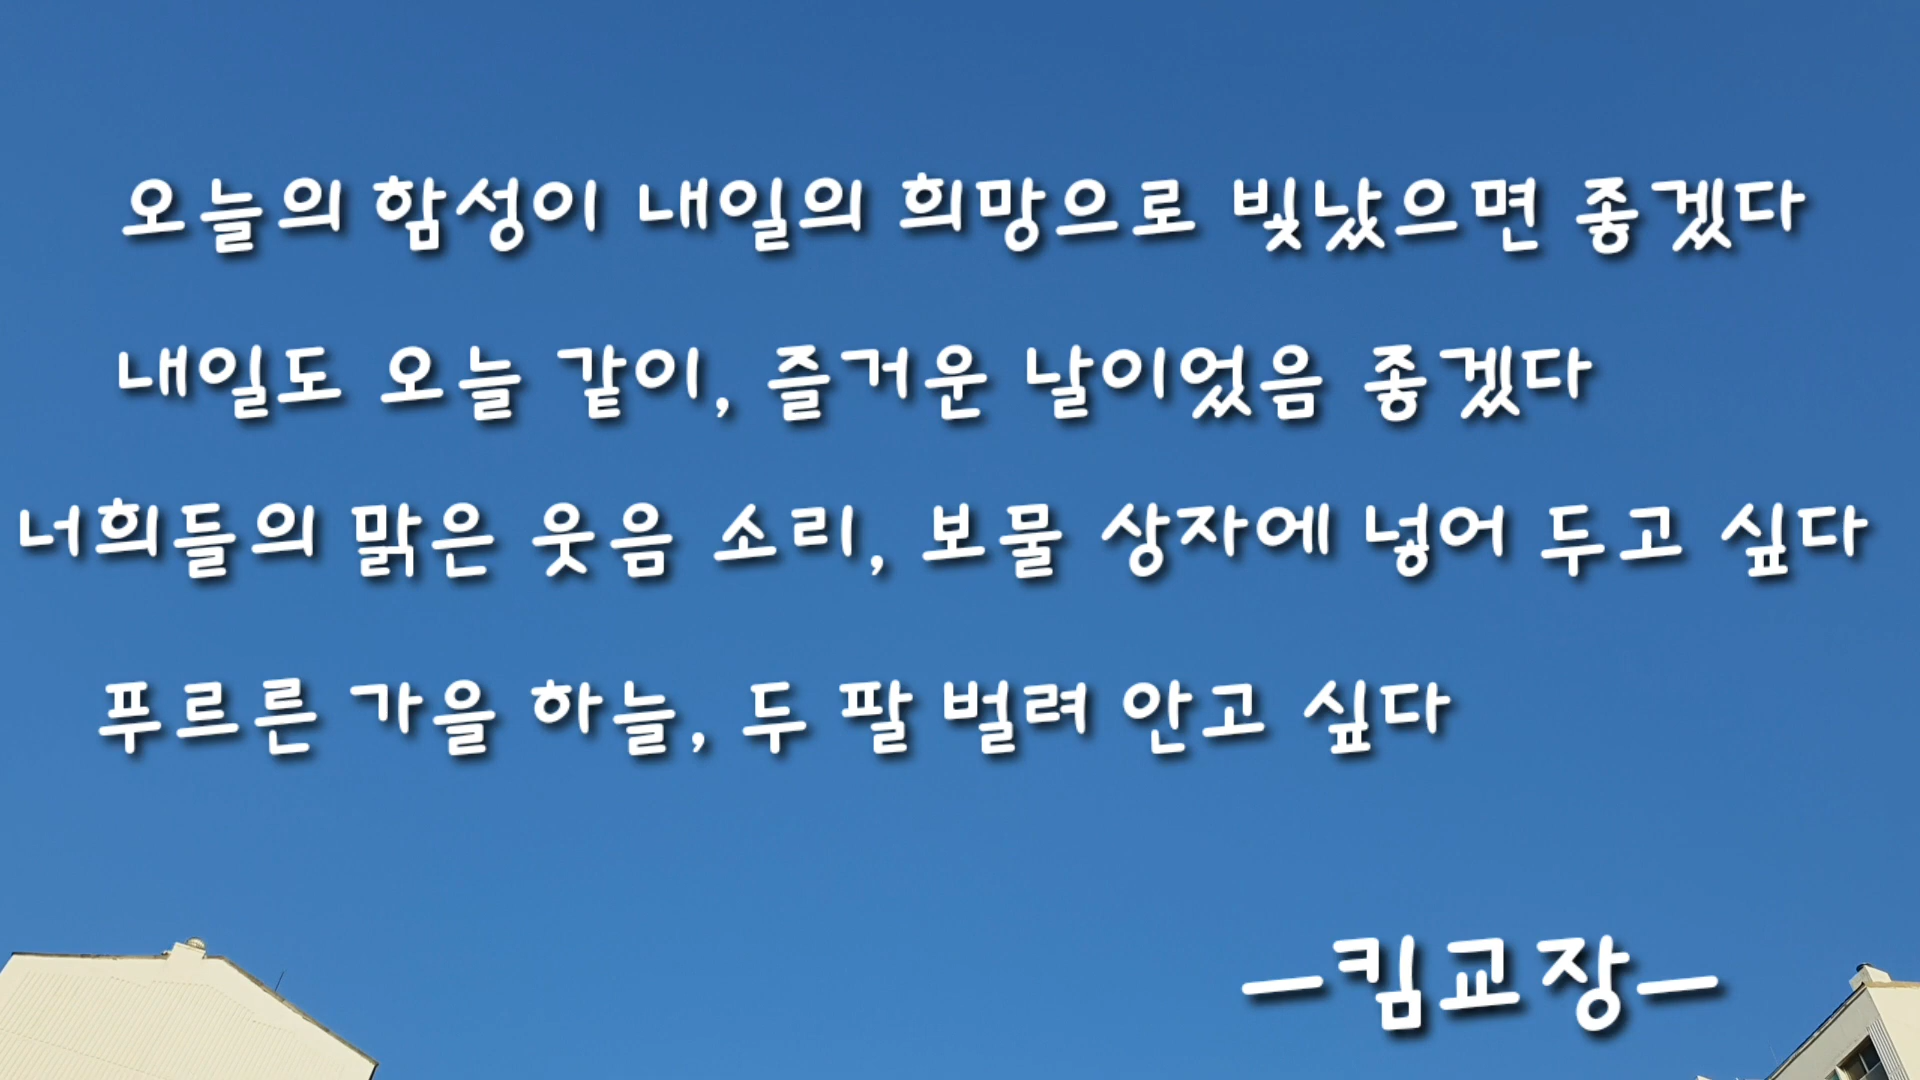 오늘의 함성이 내일의 희망으로 빛났으면 좋겠다
내일도 오늘 같이, 즐거운 날이었음 좋겠다
너희들의 맑은 웃음 소리, 보물 상자에 넣어 두고 싶다
푸르른 가을 하늘, 두 팔 벌려 안고 싶다
-킴교장-